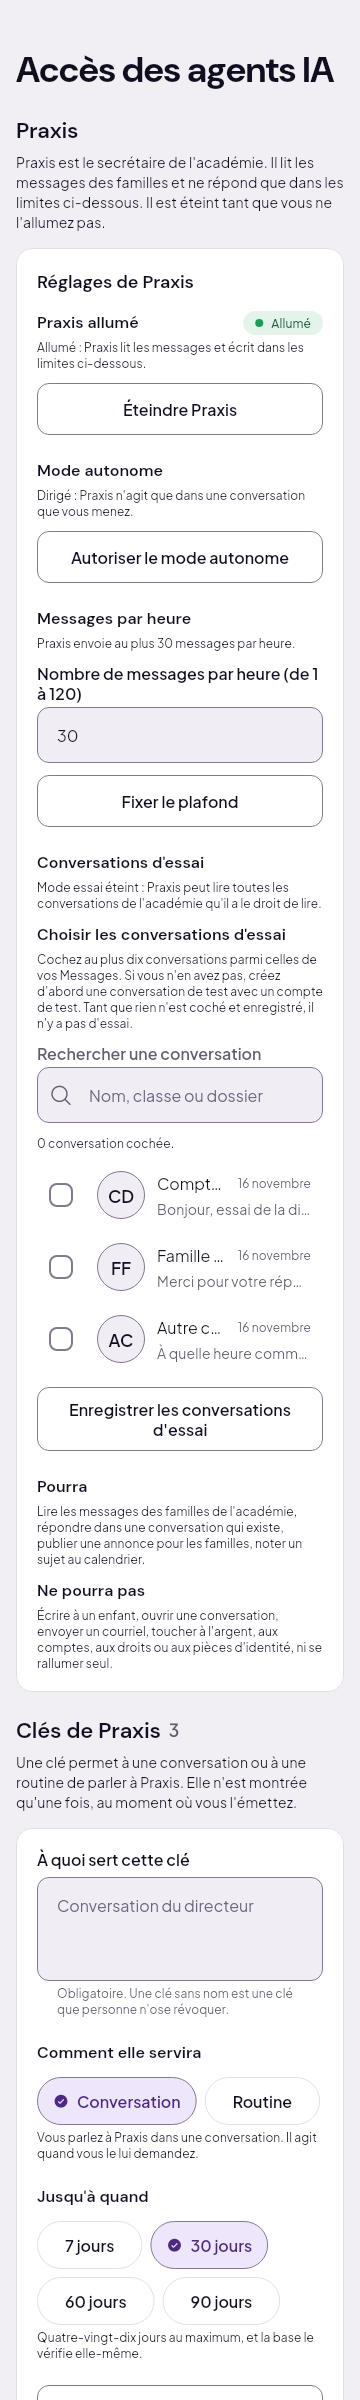 Accès des agents IA
Praxis
Praxis est le secrétaire de l'académie. Il lit les
messages des familles et ne répond que dans les
limites ci-dessous. Il est éteint tant que vous ne
l'allumez pas.
Réglages de Praxis
Praxis allumé
Allumé
Allumé : Praxis lit les messages et écrit dans les
limites ci-dessous.
Éteindre Praxis
Mode autonome
Dirigé : Praxis n'agit que dans une conversation
que vous menez.
Autoriser le mode autonome
Messages par heure
Praxis envoie au plus 30 messages par heure.
Nombre de messages par heure (de 1
à 120)
30
Fixer le plafond
Conversations d'essai
Mode essai éteint : Praxis peut lire toutes les
conversations de l'académie qu'il a le droit de lire.
Choisir les conversations d'essai
Cochez au plus dix conversations parmi celles de
vos Messages. Si vous n'en avez pas, créez
d'abord une conversation de test avec un compte
de test. Tant que rien n'est coché et enregistré, il
n'y a pas d'essai.
Rechercher une conversation
Nom, classe ou dossier
0 conversation cochée.
CD
Compt...
16 novembre
Bonjour, essai de la di...
FF
Famille ...
16 novembre
Merci pour votre rép...
AC
Autre c...
16 novembre
À quelle heure comm...
Enregistrer les conversations
d'essai
Pourra
Lire les messages des familles de l'académie,
répondre dans une conversation qui existe,
publier une annonce pour les familles, noter un
sujet au calendrier.
Ne pourra pas
Écrire à un enfant, ouvrir une conversation,
envoyer un courriel, toucher à l'argent, aux
comptes, aux droits ou aux pièces d'identité, ni se
rallumer seul.
Clés de Praxis 3
Une clé permet à une conversation ou à une
routine de parler à Praxis. Elle n'est montrée
qu'une fois, au moment où vous l'émettez.
À quoi sert cette clé
Conversation du directeur
Obligatoire. Une clé sans nom est une clé
que personne n'ose révoquer.
Comment elle servira
Conversation
Routine
Vous parlez à Praxis dans une conversation. Il agit
quand vous le lui demandez.
Jusqu'à quand
7 jours
30 jours
60 jours
90 jours
Quatre-vingt-dix jours au maximum, et la base le
vérifie elle-même.